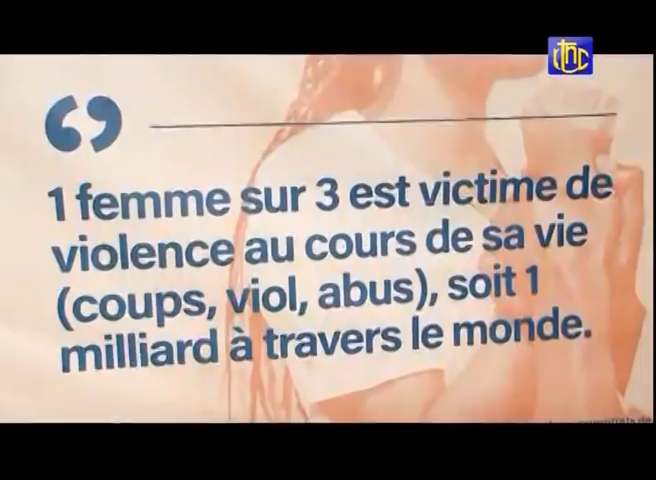 rtnc
1 femme sur 3 est victime de
violence au cours de sa vie
(coups, viol, abus), soit 1
milliard à travers le monde.